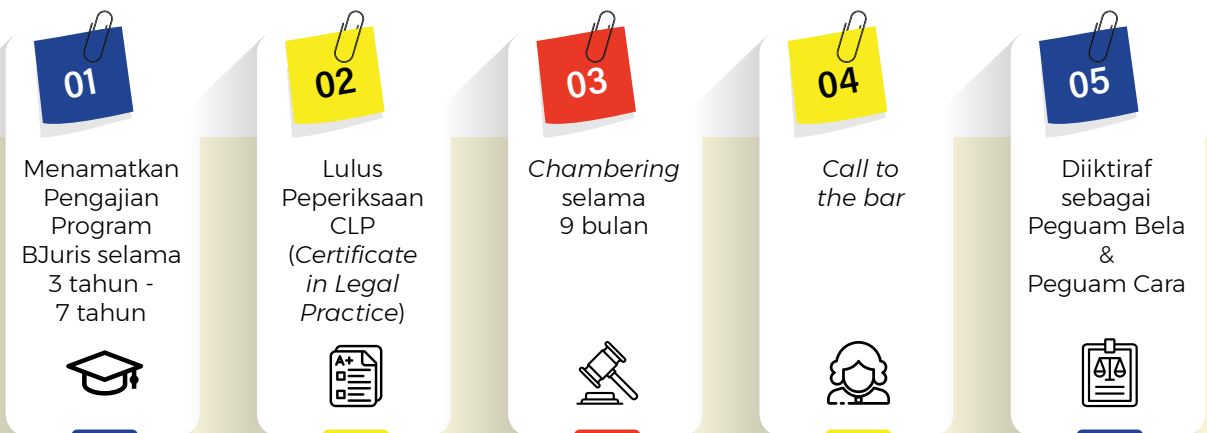 01
Menamatkan
Pengajian
Program
BJuris selama
3 tahun -
7 tahun
02
Lulus
Peperiksaan
CLP
(Certificate
in Legal
Practice)
A+
03
Chambering
selama
9 bulan
04
Call to
the bar
05
Diiktiraf
sebagai
Peguam Bela
&
Peguam Cara